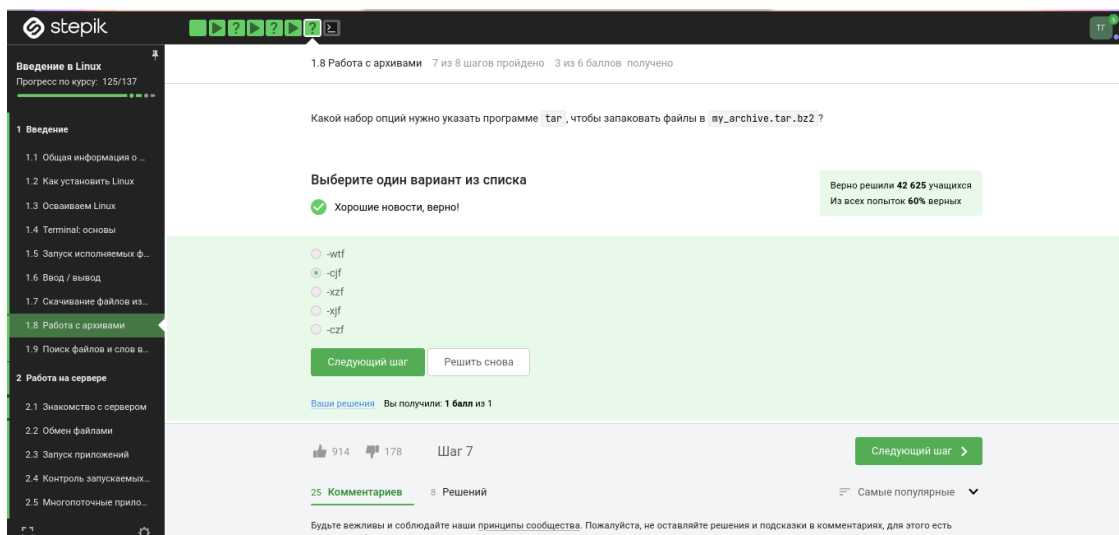 stepik
? ? ?
ТГ
1
Введение в Linux
Прогресс по курсу: 125/137
1.8 Работа с архивами 7 из 8 шагов пройдено 3 из 6 баллов получено
Какой набор опций нужно указать программе tar, чтобы запаковать файлы в my_archive.tar.bz2?
1 Введение
1.1 Общая информация о ...
1.2 Как установить Linux
1.3 Осваиваем Linux
1.4 Terminal: основы
1.5 Запуск исполняемых ф...
1.6 Ввод / вывод
1.7 Скачивание файлов из...
1.8 Работа с архивами
1.9 Поиск файлов и слов в...
2 Работа на сервере
2.1 Знакомство с сервером
2.2 Обмен файлами
2.3 Запуск приложений
2.4 Контроль запускаемых...
2.5 Многопоточные прило...
Выберите один вариант из списка
Хорошие новости, верно!
Верно решили 42 625 учащихся
Из всех попыток 60% верных
-wtf
-cjf
-xzf
-xjf
-czf
Следующий шаг Решить снова
Ваши решения Вы получили: 1 балл из 1
914 178 Шаг 7 Следующий шаг
25 Комментариев 8 Решений Самые популярные
Будьте вежливы и соблюдайте наши принципы сообщества. Пожалуйста, не оставляйте решения и подсказки в комментариях, для этого есть